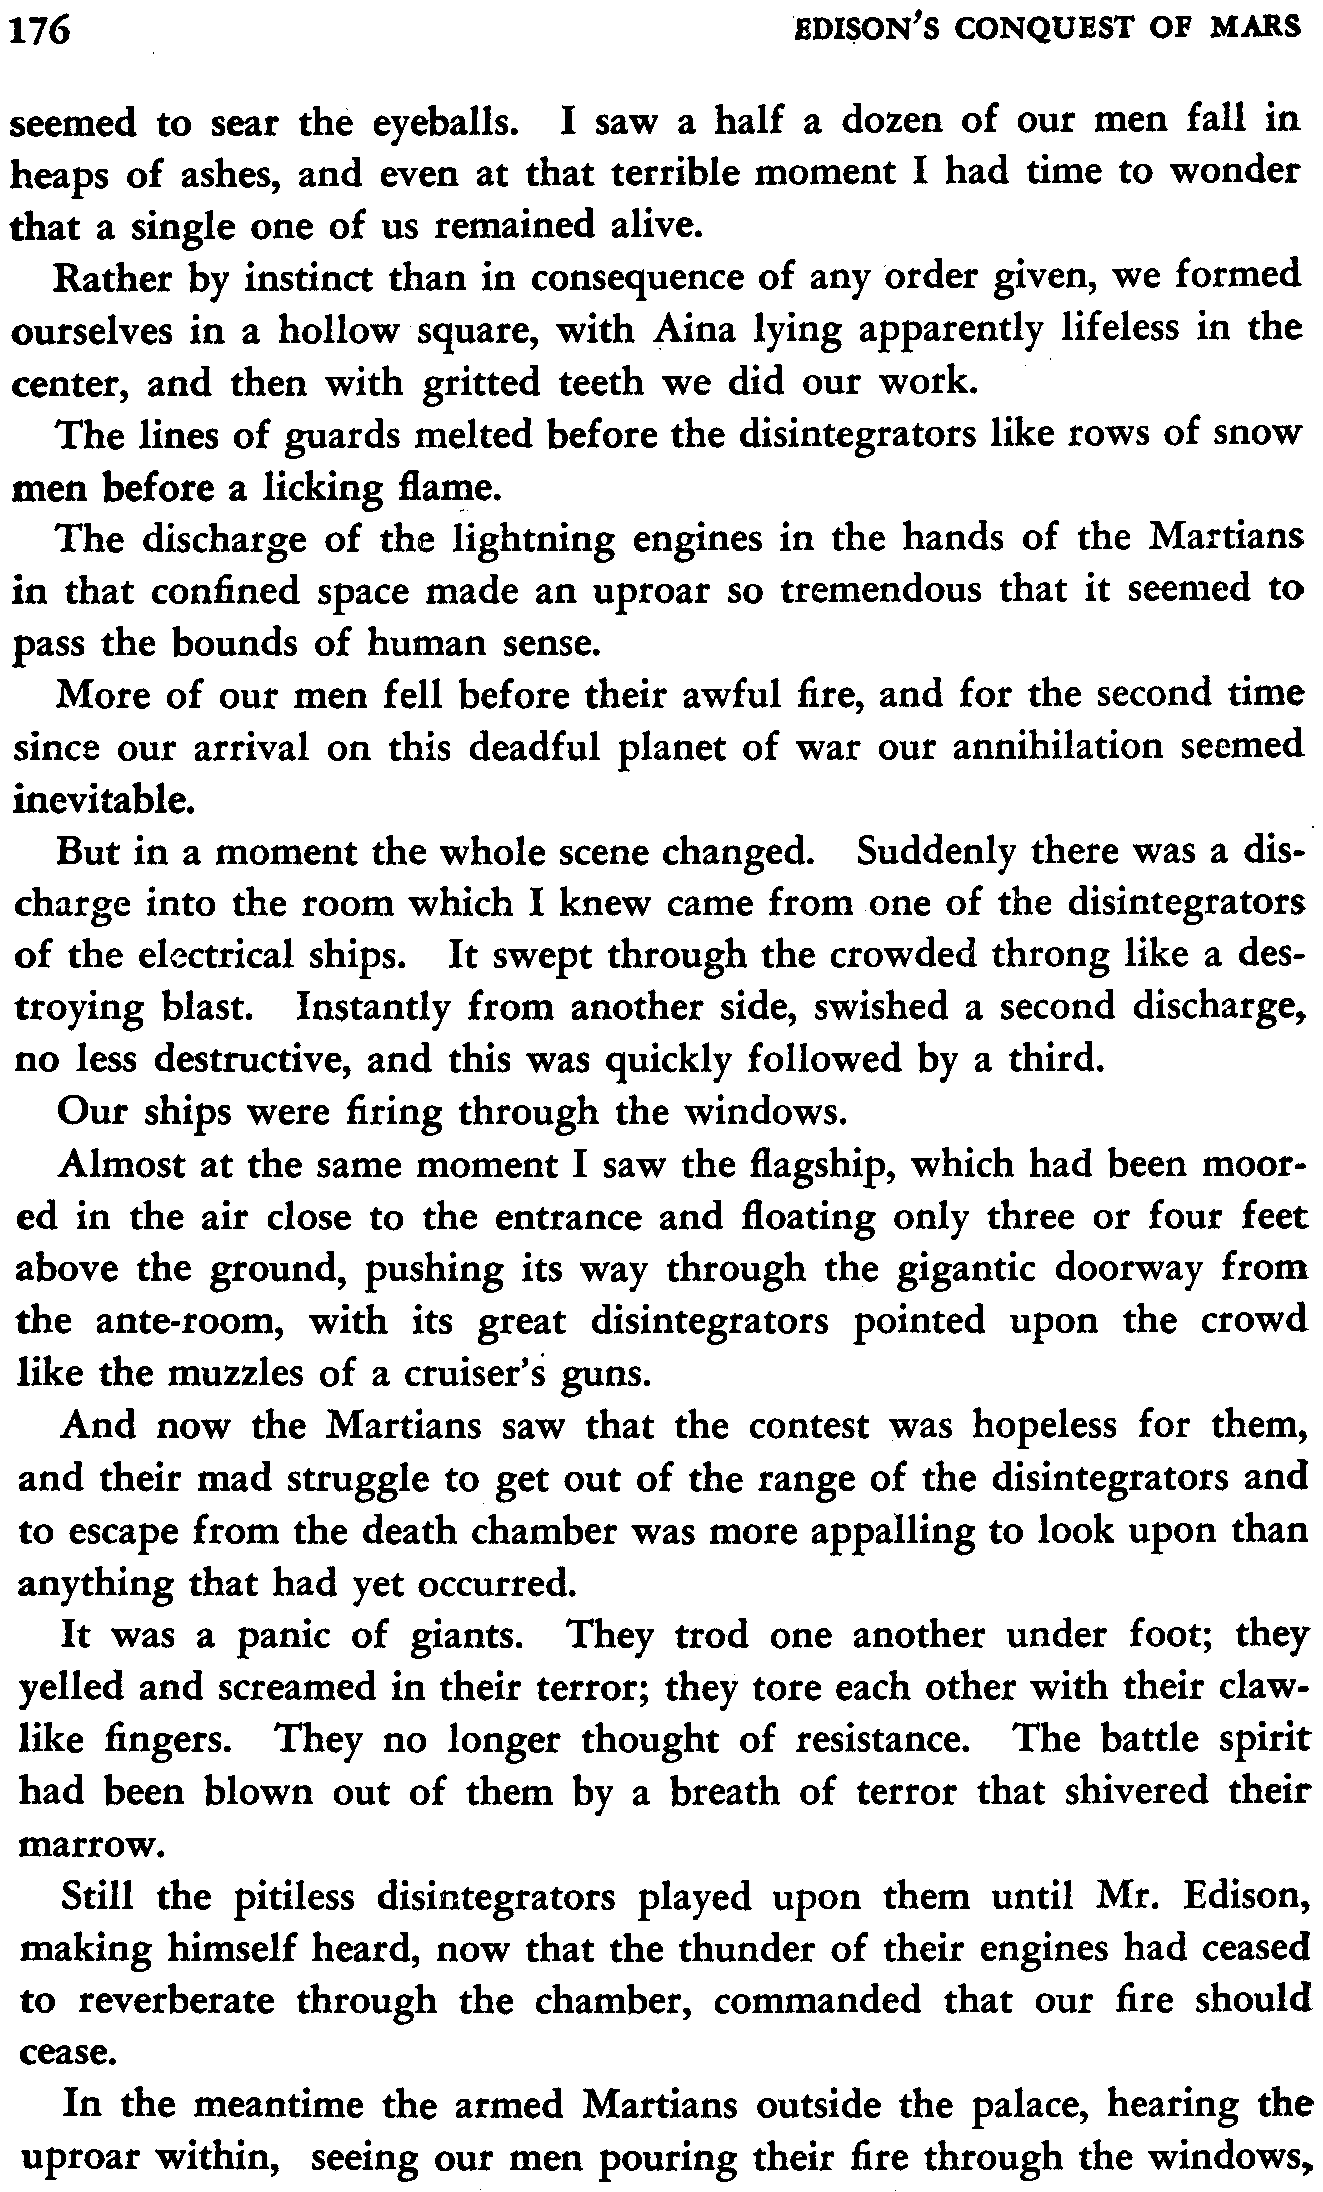 176 EDISON'S CONQUEST OF MARS
seemed to sear the eyeballs. I saw a half a dozen of our men fall in
heaps of ashes, and even at that terrible moment I had time to wonder
that a single one of us remained alive.
Rather by instinct than in consequence of any order given, we formed
ourselves in a hollow square, with Aina lying apparently lifeless in the
center, and then with gritted teeth we did our work.
The lines of guards melted before the disintegrators like rows of snow
men before a licking flame.
The discharge of the lightning engines in the hands of the Martians
in that confined space made an uproar so tremendous that it seemed to
pass the bounds of human sense.
More of our men fell before their awful fire, and for the second time
since our arrival on this deadful planet of war our annihilation seemed
inevitable.
But in a moment the whole scene changed. Suddenly there was a dis-
charge into the room which I knew came from one of the disintegrators
of the electrical ships. It swept through the crowded throng like a des-
troying blast. Instantly from another side, swished a second discharge,
no less destructive, and this was quickly followed by a third.
Our ships were firing through the windows.
Almost at the same moment I saw the flagship, which had been moor-
ed in the air close to the entrance and floating only three or four feet
above the ground, pushing its way through the gigantic doorway from
the ante-room, with its great disintegrators pointed upon the crowd
like the muzzles of a cruiser's guns.
And now the Martians saw that the contest was hopeless for them,
and their mad struggle to get out of the range of the disintegrators and
to escape from the death chamber was more appalling to look upon than
anything that had yet occurred.
It was a panic of giants. They trod one another under foot; they
yelled and screamed in their terror; they tore each other with their claw-
like fingers. They no longer thought of resistance. The battle spirit
had been blown out of them by a breath of terror that shivered their
marrow.
Still the pitiless disintegrators played upon them until Mr. Edison,
making himself heard, now that the thunder of their engines had ceased
to reverberate through the chamber, commanded that our fire should
cease.
In the meantime the armed Martians outside the palace, hearing the
uproar within, seeing our men pouring their fire through the windows,